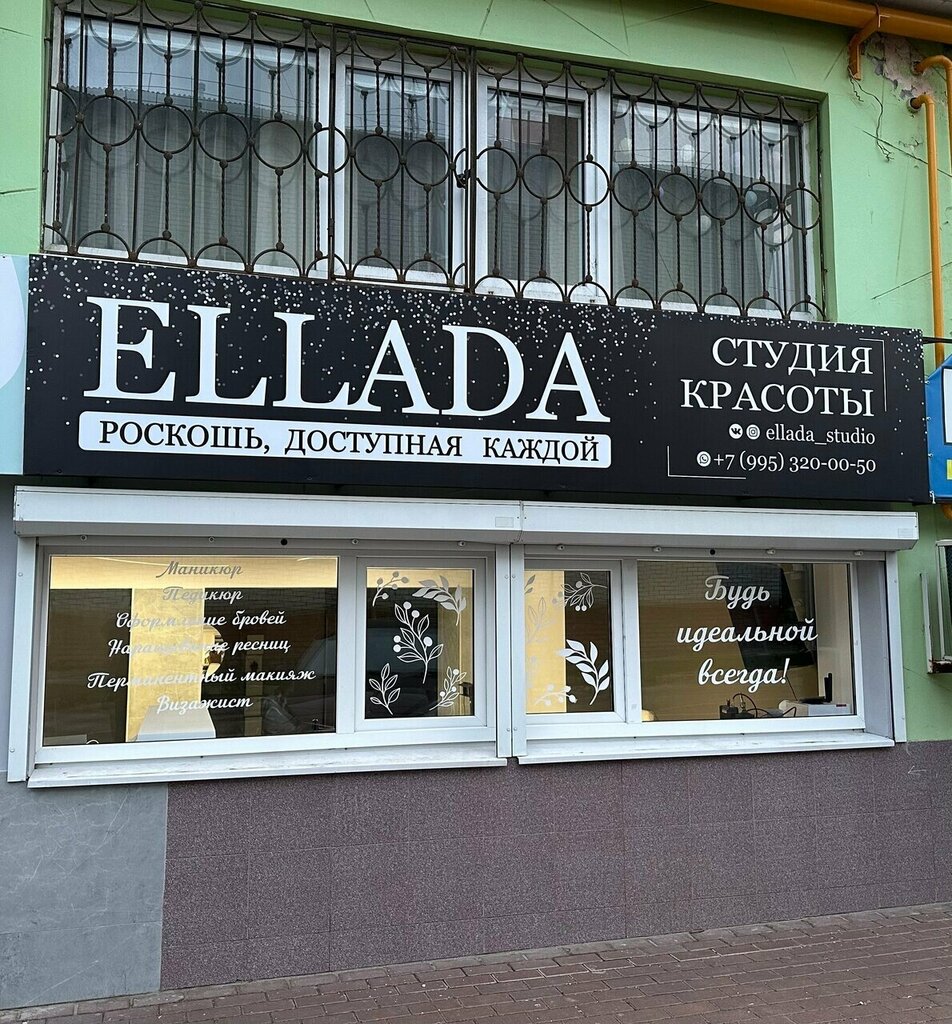 ELLADA
РОСКОШЬ, ДОСТУПНАЯ КАЖДОЙ
СТУДИЯ
КРАСОТЫ
ellada_studio
+7 (995) 320-00-50
Маникюр
Педикюр
Оформление бровей
Наращивание ресниц
Перманентный макияж
Визажист
Будь
идеальной
всегда!